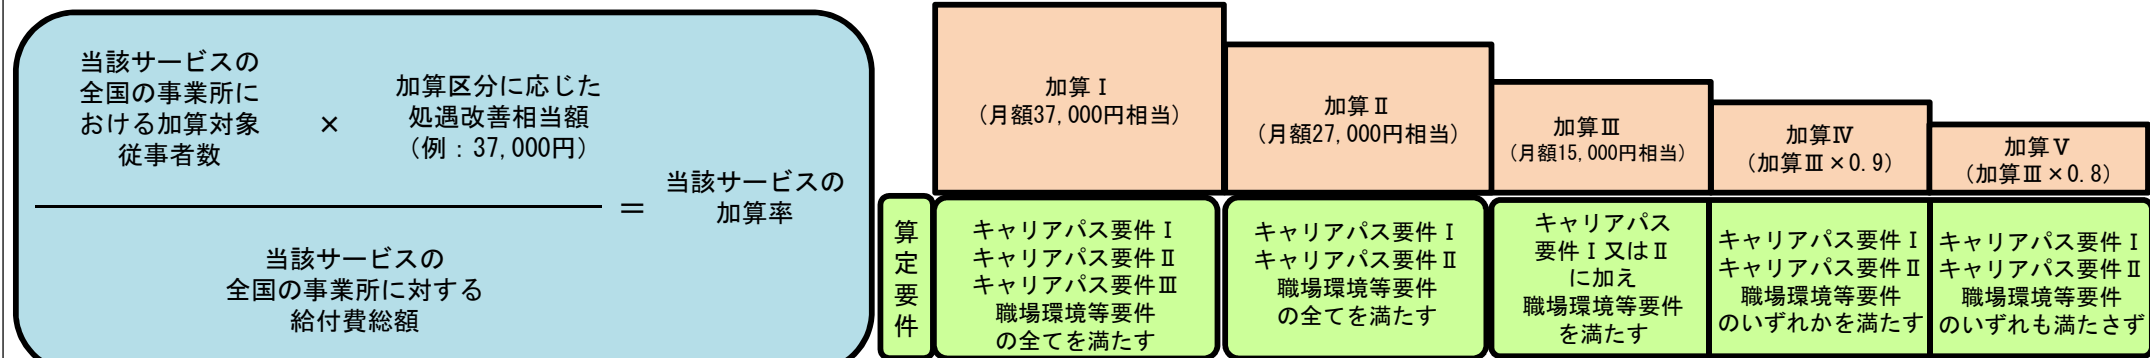 当該サービスの
全国の事業所に
おける加算対象
従事者数
×
加算区分に応じた
処遇改善相当額
（例：37,000円）
当該サービスの
全国の事業所に対する
給付費総額
＝
当該サービスの
加算率
加算Ⅰ
（月額37,000円相当）
加算Ⅱ
（月額27,000円相当）
加算Ⅲ
（月額15,000円相当）
加算Ⅳ
（加算Ⅲ×0.9）
加算Ⅴ
（加算Ⅲ×0.8）
算
定
要
件
キャリアパス要件Ⅰ
キャリアパス要件Ⅱ
キャリアパス要件Ⅲ
職場環境等要件
の全てを満たす
キャリアパス要件Ⅰ
キャリアパス要件Ⅱ
職場環境等要件
の全てを満たす
キャリアパス
要件Ⅰ又はⅡ
に加え
職場環境等要件
を満たす
キャリアパス要件Ⅰ
キャリアパス要件Ⅱ
職場環境等要件
のいずれかを満たす
キャリアパス要件Ⅰ
キャリアパス要件Ⅱ
職場環境等要件
のいずれも満たさず